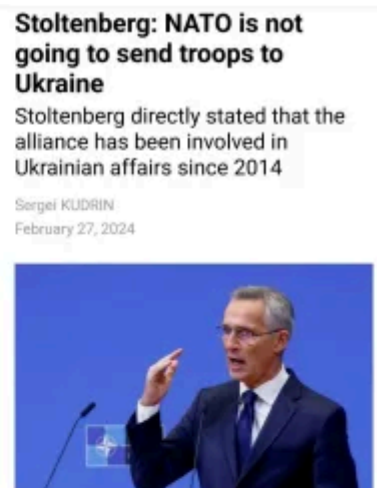 Stoltenberg: NATO is not
going to send troops to
Ukraine
Stoltenberg directly stated that the
alliance has been involved in
Ukrainian affairs since 2014
Sergei KUDRIN
February 27, 2024